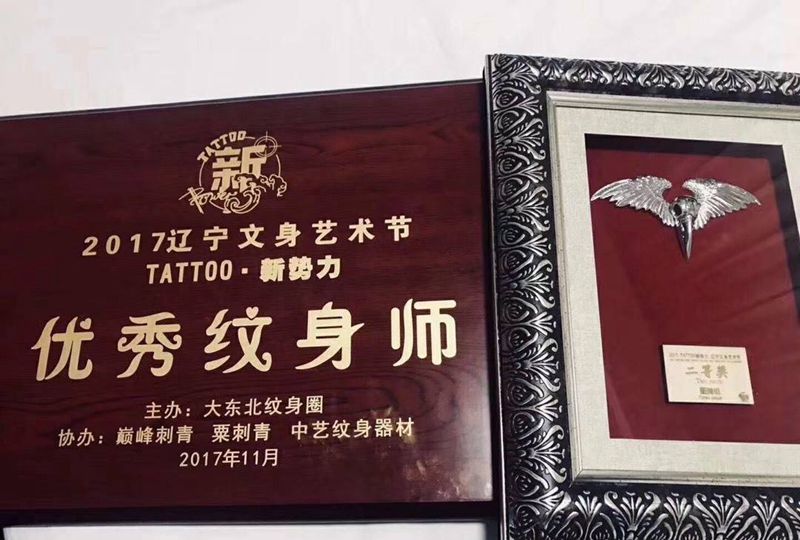 TATTOO
新
2017辽宁文身艺术节
TATTOO·新势力
优秀纹身师
主办：大东北纹身圈
协办：巅峰刺青 粟刺青 中艺纹身器材
2017年11月
二等奖